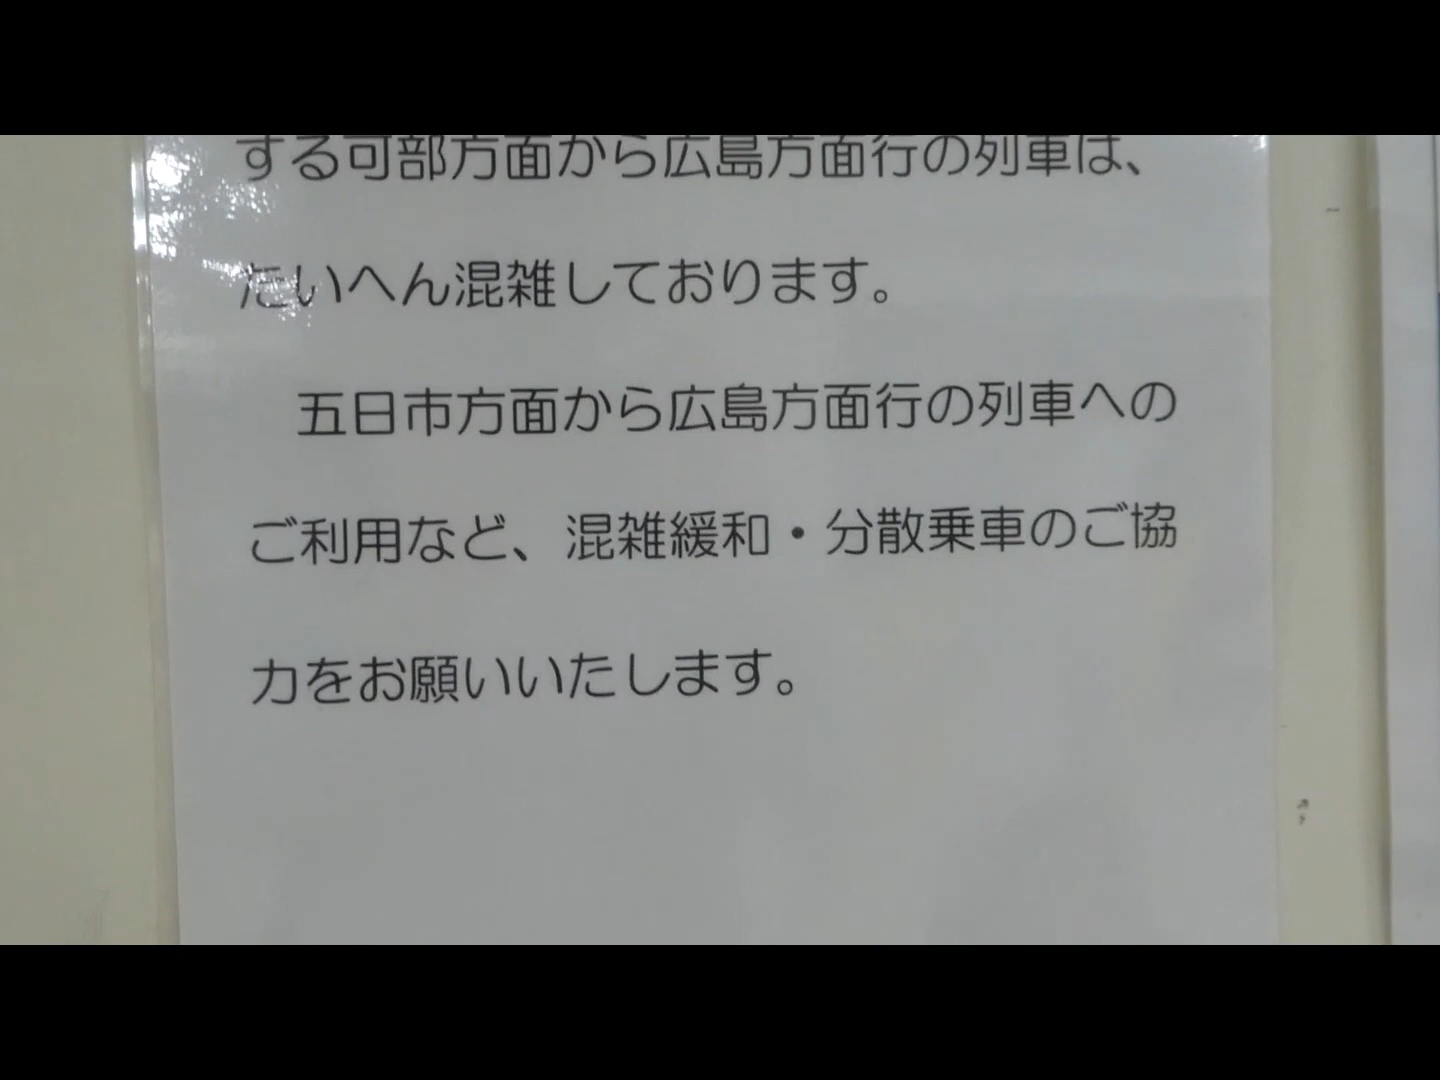 する可部方面から広島方面行の列車は、
たいへん混雑しております。
五日市方面から広島方面行の列車への
ご利用など、混雑緩和・分散乗車のご協
力をお願いいたします。